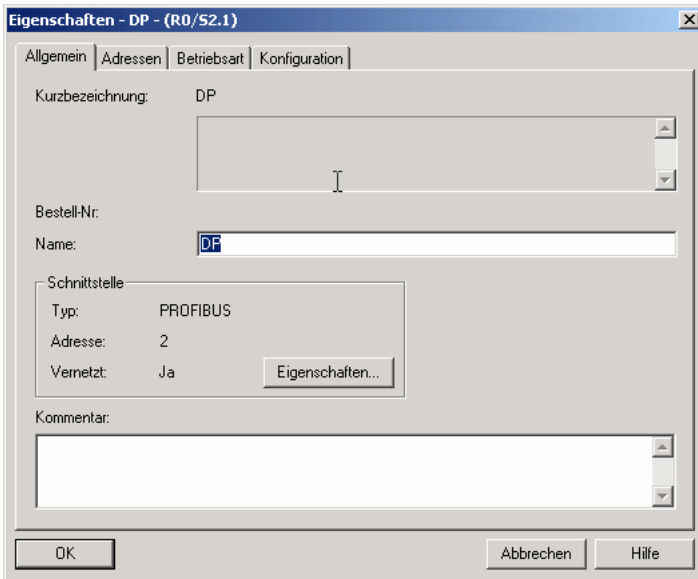 Eigenschaften - DP - (R0/S2.1)
Allgemein Adressen Betriebsart Konfiguration
Kurzbezeichnung: DP
Bestell-Nr.:
Name: DP
Schnittstelle
Typ: PROFIBUS
Adresse: 2
Vernetzt: Ja Eigenschaften...
Kommentar:
OK Abbrechen Hilfe